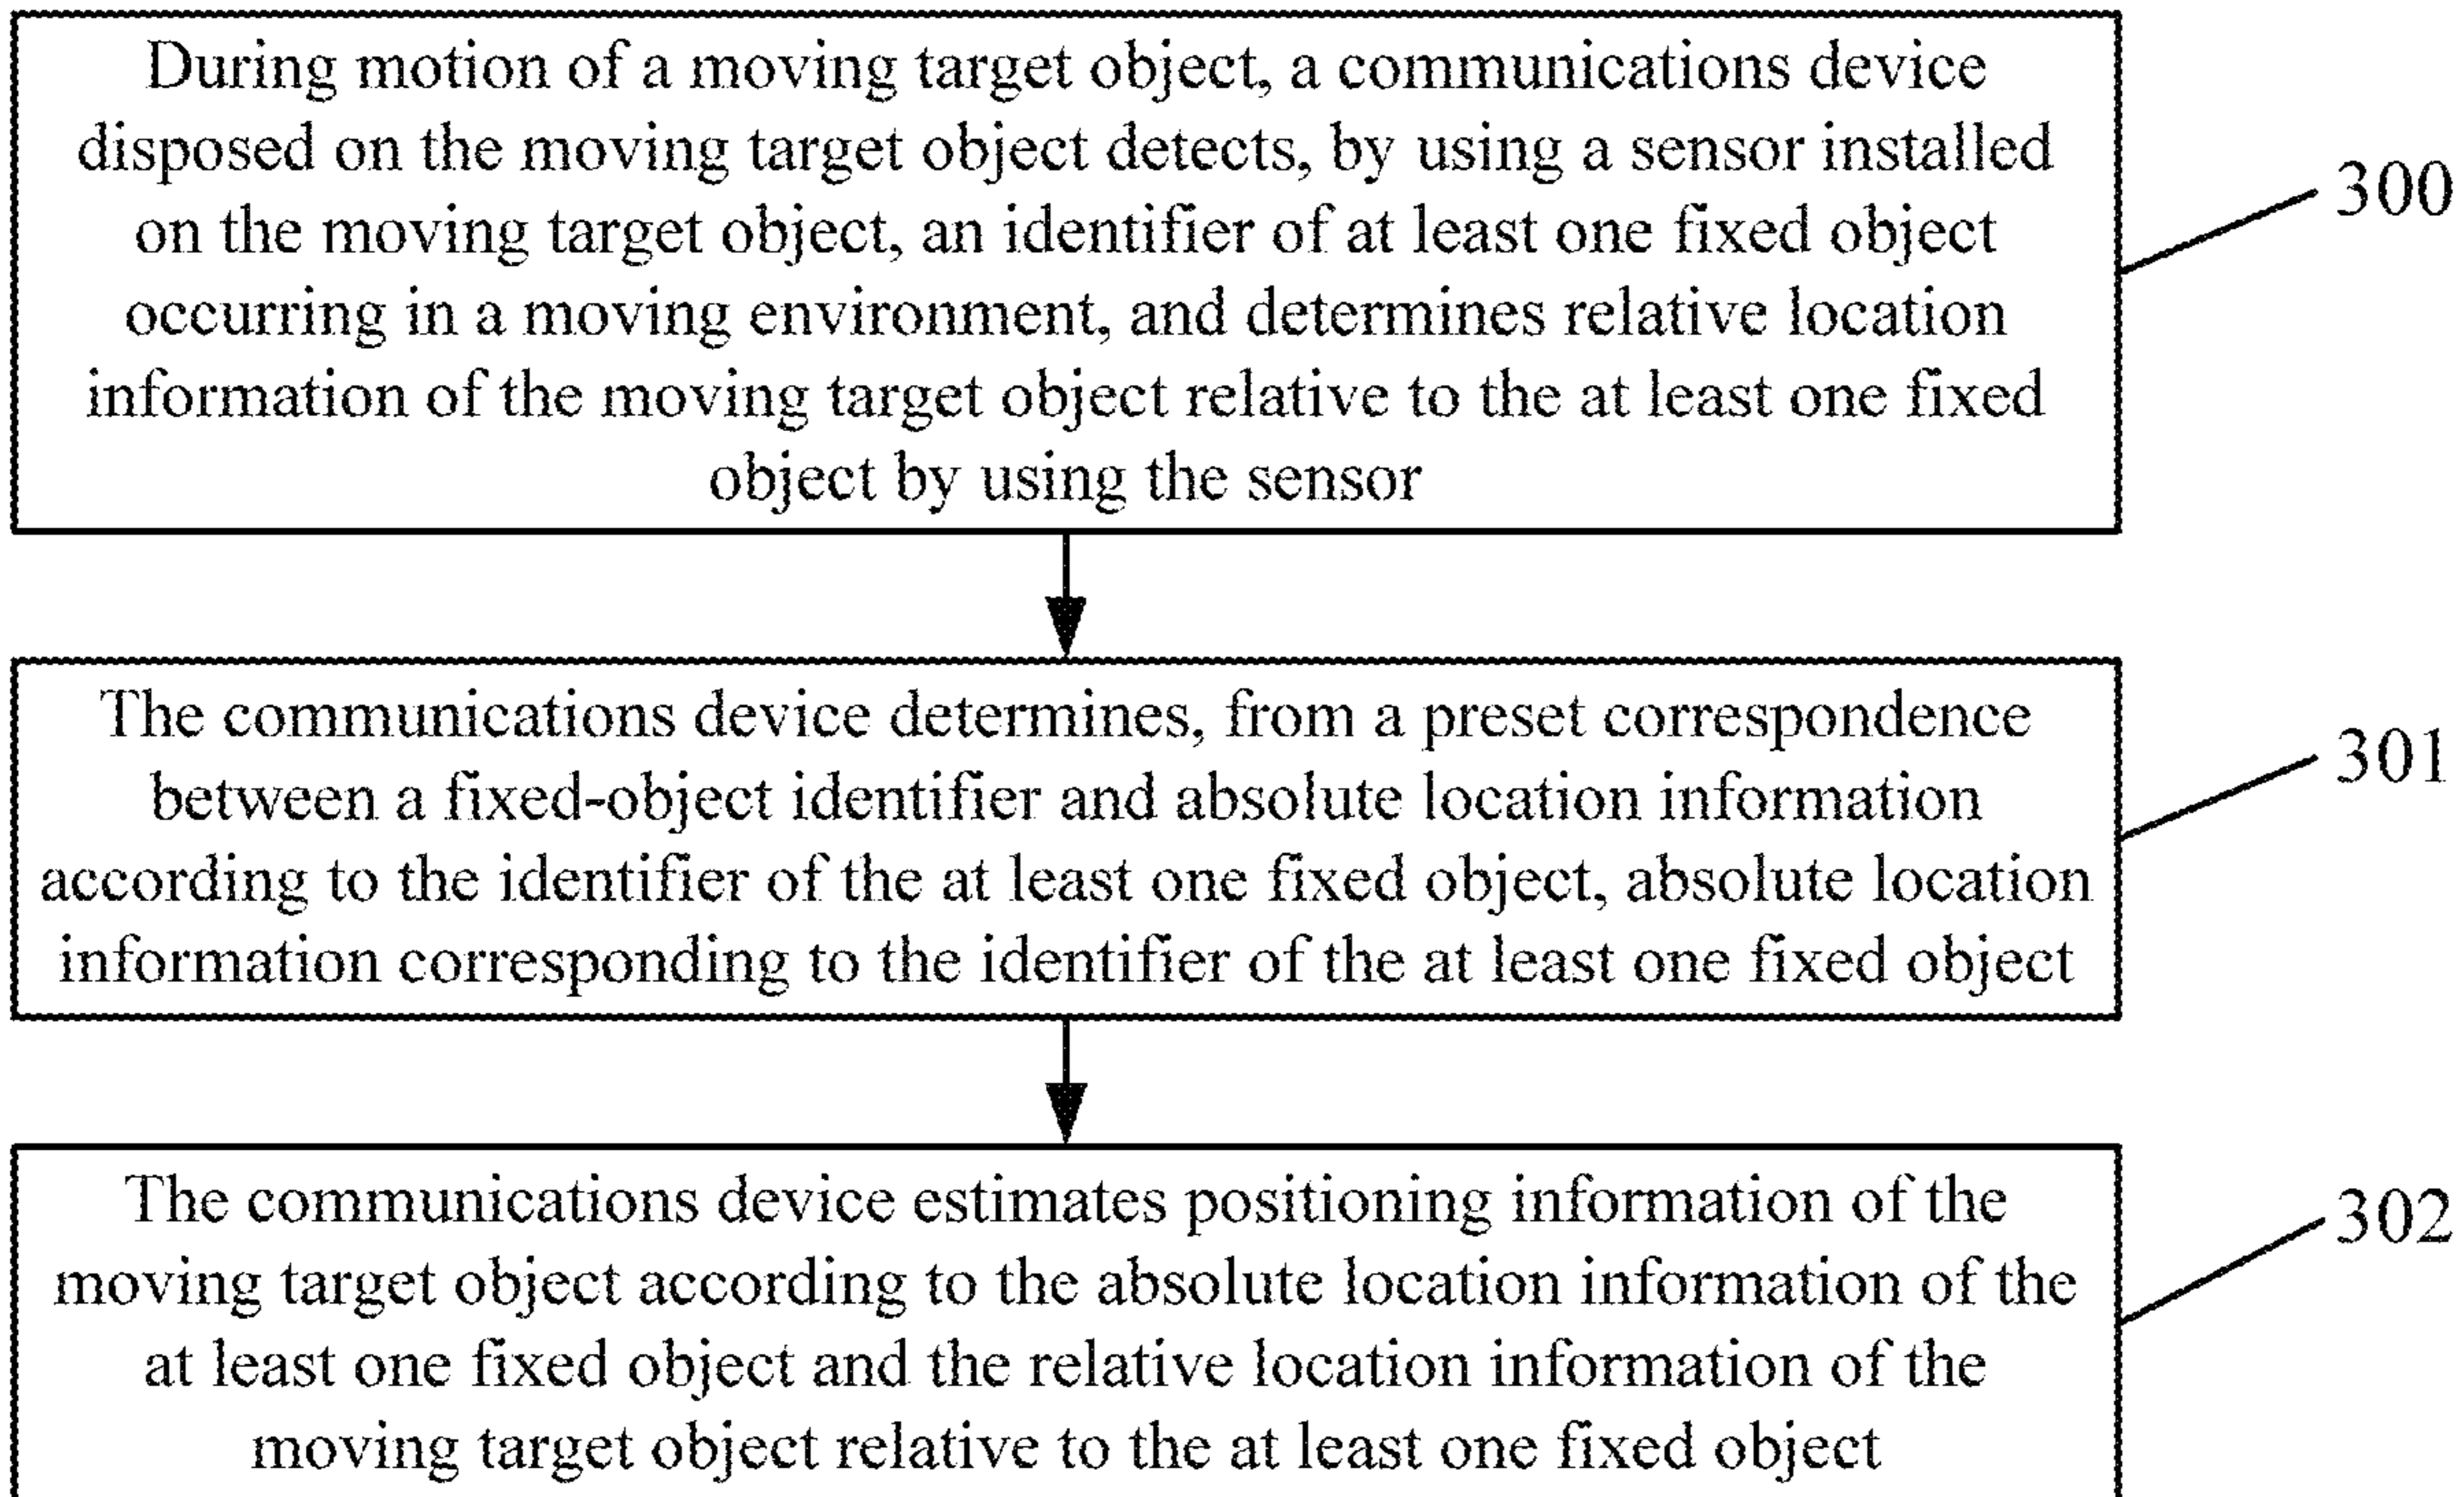 During motion of a moving target object, a communications device
disposed on the moving target object detects, by using a sensor installed
on the moving target object, an identifier of at least one fixed object
occurring in a moving environment, and determines relative location
information of the moving target object relative to the at least one fixed
object by using the sensor
300
The communications device determines, from a preset correspondence
between a fixed-object identifier and absolute location information
according to the identifier of the at least one fixed object, absolute location
information corresponding to the identifier of the at least one fixed object
301
The communications device estimates positioning information of the
moving target object according to the absolute location information of the
at least one fixed object and the relative location information of the
moving target object relative to the at least one fixed object
302